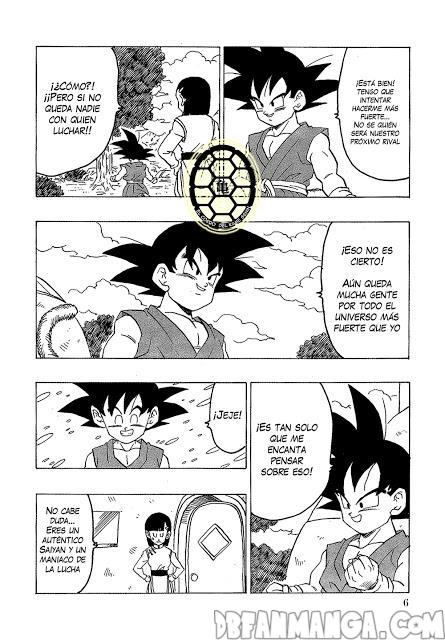 ¡ESTÁ BIEN!
TENGO QUE
INTENTAR
HACERME MÁS
FUERTE...
NO SE QUIÉN
SERÁ NUESTRO
PRÓXIMO RIVAL
¡¿CÓMO?!
¡¡PERO SI NO
QUEDA NADIE
CON QUIEN
LUCHAR!!
亀
¡ESO NO ES
CIERTO!
AÚN QUEDA
MUCHA GENTE
POR TODO EL
UNIVERSO MÁS
FUERTE QUE YO
¡ES TAN SOLO
QUE ME
ENCANTA
PENSAR
SOBRE ESO!
¡JEJE!
NO CABE
DUDA...
ERES UN
AUTÉNTICO
SAIYAN Y UN
MANIACO DE
LA LUCHA
6
DBFANMANGA.COM